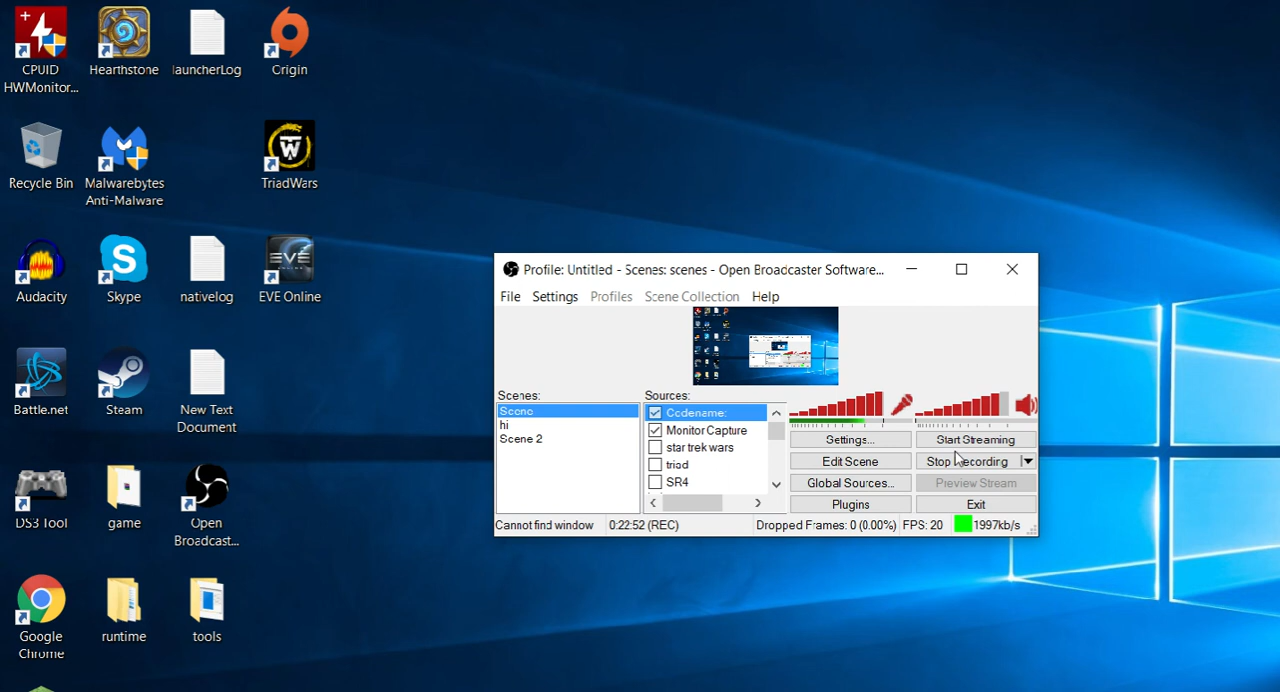 CPUID
HWMonitor...
Hearthstone
launcherLog
Origin
Recycle Bin
Malwarebytes
Anti-Malware
TriadWars
Audacity
Skype
nativelog
EVE Online
Battle.net
Steam
New Text
Document
DS3 Tool
game
Open
Broadcast...
Google
Chrome
runtime
tools
Profile: Untitled - Scenes: scenes - Open Broadcaster Software...
File Settings Profiles Scene Collection Help
Scenes:
Scene
hi
Scene 2
Sources:
Codename:
Monitor Capture
star trek wars
triad
SR4
Settings...
Start Streaming
Edit Scene
Stop Recording
Global Sources...
Preview Stream
Plugins
Exit
Cannot find window
0:22:52 (REC)
Dropped Frames: 0 (0.00%)
FPS: 20
1997kb/s